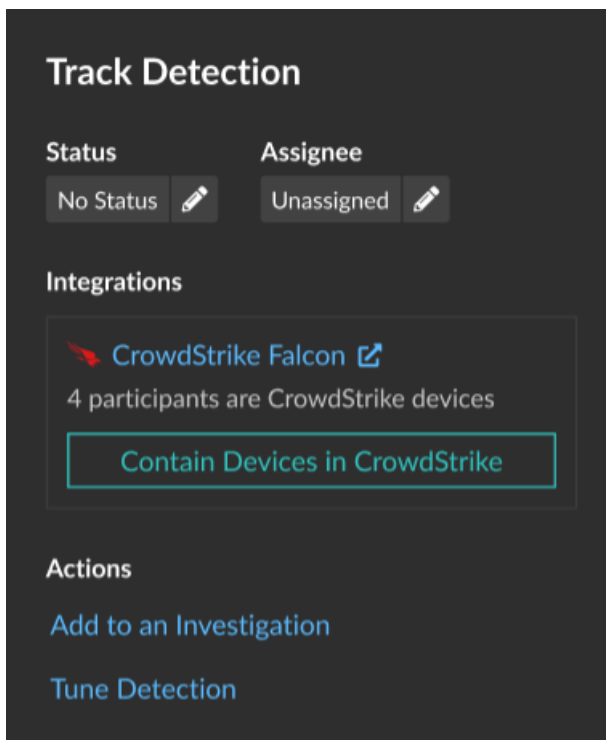 Track Detection
Status
Assignee
No Status
Unassigned
Integrations
CrowdStrike Falcon
4 participants are CrowdStrike devices
Contain Devices in CrowdStrike
Actions
Add to an Investigation
Tune Detection